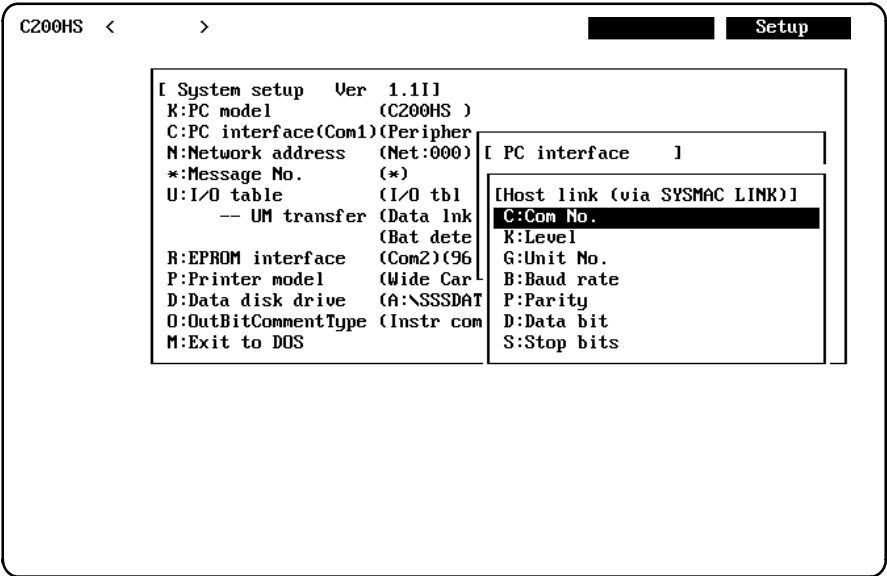 C200HS < > Setup
[ System setup Ver 1.1I]
K:PC model (C200HS )
C:PC interface(Com1)(Peripher
N:Network address (Net:000)
*:Message No. (*)
U:I/O table (I/O tbl
-- UM transfer (Data lnk
(Bat dete
R:EPROM interface (Com2)(96
P:Printer model (Wide Car
D:Data disk drive (A:\SSSDAT
O:OutBitCommentType (Instr com
M:Exit to DOS
[ PC interface ]
[Host link (via SYSMAC LINK)]
C:Com No.
K:Level
G:Unit No.
B:Baud rate
P:Parity
D:Data bit
S:Stop bits